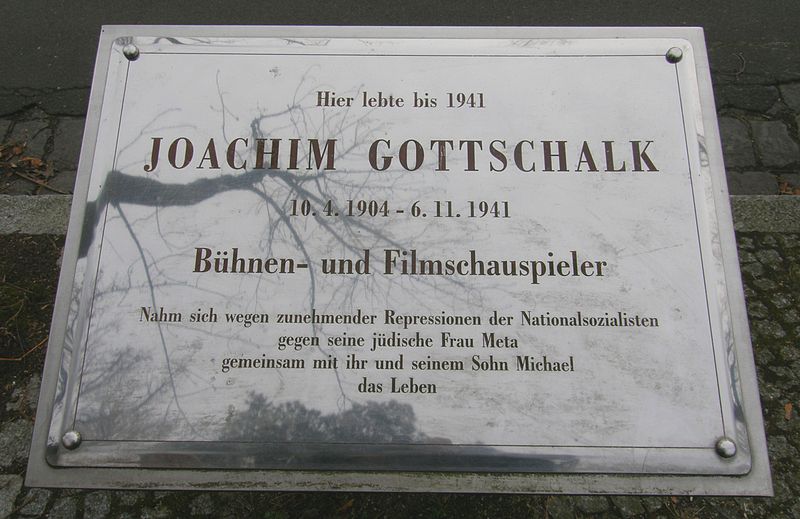 Hier lebte bis 1941
JOACHIM GOTTSCHALK
10. 4. 1904 - 6. 11. 1941
Bühnen- und Filmschauspieler
Nahm sich wegen zunehmender Repressionen der Nationalsozialisten
gegen seine jüdische Frau Meta
gemeinsam mit ihr und seinem Sohn Michael
das Leben